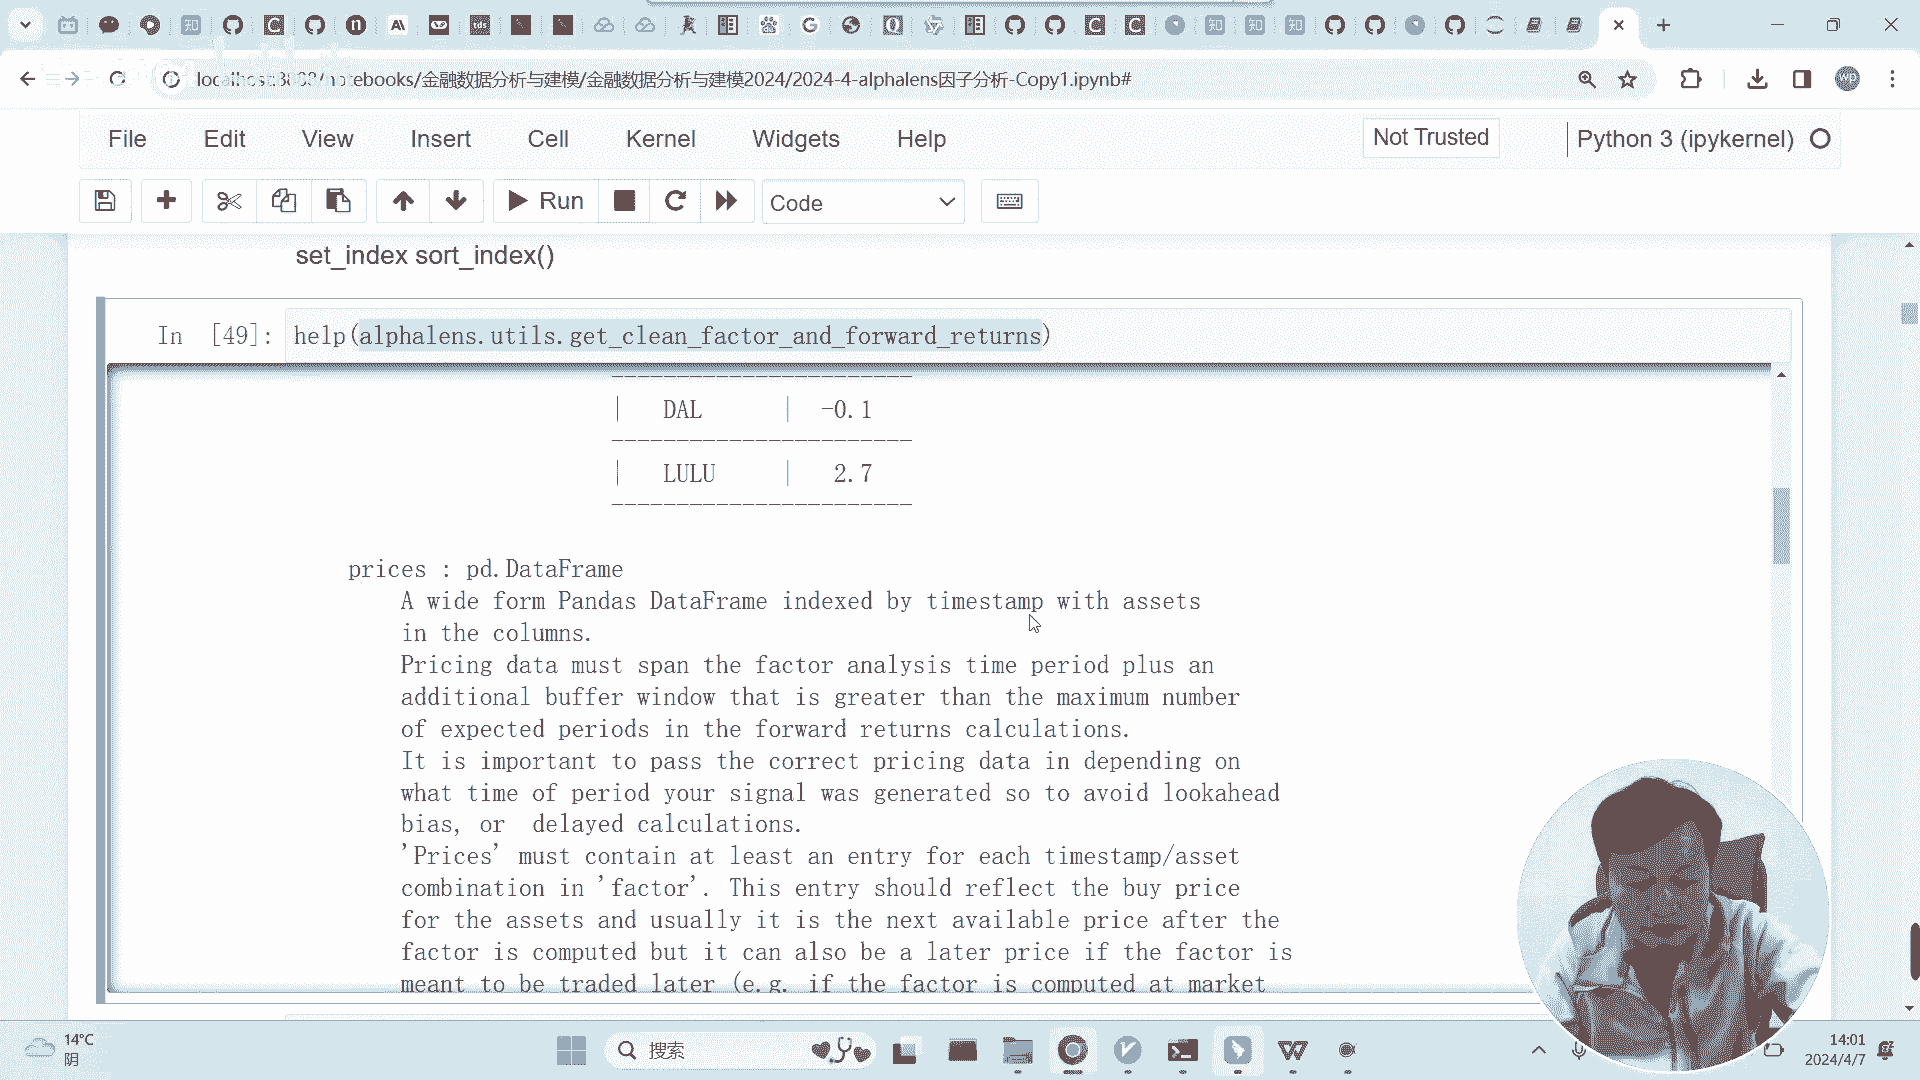 localhost:8888/notebooks/金融数据分析与建模/金融数据分析与建模2024/2024-4-alphalens因子分析-Copy1.ipynb#
File Edit View Insert Cell Kernel Widgets Help Not Trusted Python 3 (ipykernel)
Run Code
set_index sort_index()
In [49]: help(alphalens.utils.get_clean_factor_and_forward_returns)
| DAL | -0.1
-----------------------
| LULU | 2.7
-----------------------
prices : pd.DataFrame
A wide form Pandas DataFrame indexed by timestamp with assets
in the columns.
Pricing data must span the factor analysis time period plus an
additional buffer window that is greater than the maximum number
of expected periods in the forward returns calculations.
It is important to pass the correct pricing data in depending on
what time of period your signal was generated so to avoid lookahead
bias, or  delayed calculations.
'Prices' must contain at least an entry for each timestamp/asset
combination in 'factor'. This entry should reflect the buy price
for the assets and usually it is the next available price after the
factor is computed but it can also be a later price if the factor is
meant to be traded later (e.g. if the factor is computed at market
14°C
阴
搜索
14:01
2024/4/7